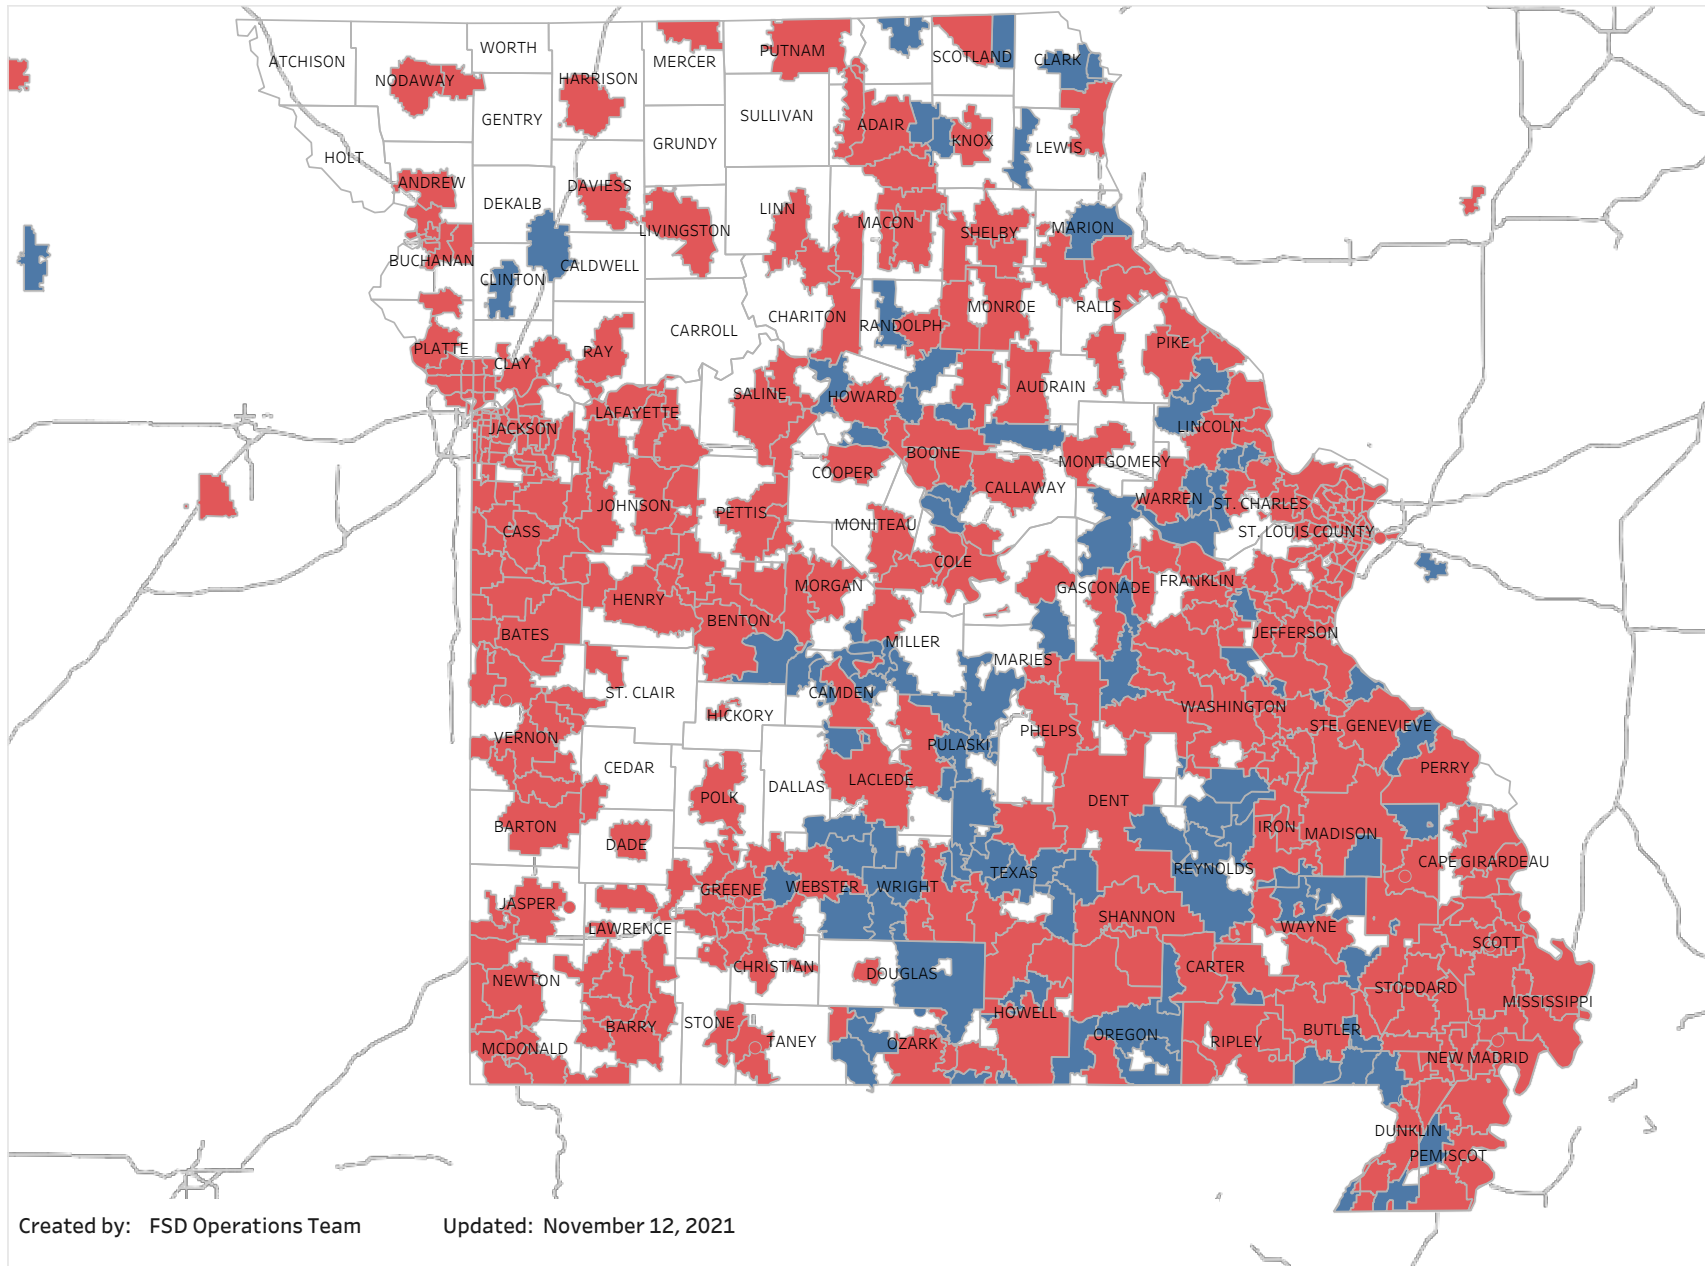 WORTH
ATCHISON
MERCER
PUTNAM
SCOTLAND
CLARK
NODAWAY
HARRISON
GENTRY
SULLIVAN
ADAIR
KNOX
LEWIS
GRUNDY
HOLT
ANDREW
DAVIESS
DEKALB
LINN
LIVINGSTON
MACON
SHELBY
MARION
BUCHANAN
CALDWELL
CLINTON
CHARITON
RANDOLPH
MONROE
RALLS
CARROLL
PLATTE
CLAY
RAY
PIKE
SALINE
HOWARD
AUDRAIN
LAFAYETTE
JACKSON
LINCOLN
BOONE
MONTGOMERY
COOPER
CALLAWAY
WARREN
ST. CHARLES
JOHNSON
PETTIS
MONITEAU
CASS
ST. LOUIS COUNTY
COLE
MORGAN
GASCONADE
FRANKLIN
HENRY
BENTON
BATES
MILLER
JEFFERSON
MARIES
ST. CLAIR
CAMDEN
HICKORY
WASHINGTON
STE. GENEVIEVE
VERNON
PULASKI
PHELPS
CEDAR
PERRY
DALLAS
LACLEDE
POLK
DENT
BARTON
IRON
MADISON
DADE
CAPE GIRARDEAU
REYNOLDS
TEXAS
GREENE
WEBSTER
WRIGHT
JASPER
SHANNON
LAWRENCE
WAYNE
SCOTT
CHRISTIAN
DOUGLAS
CARTER
NEWTON
STODDARD
MISSISSIPPI
HOWELL
STONE
BARRY
TANEY
OZARK
OREGON
RIPLEY
BUTLER
MCDONALD
NEW MADRID
DUNKLIN
PEMISCOT
Created by: FSD Operations Team Updated: November 12, 2021